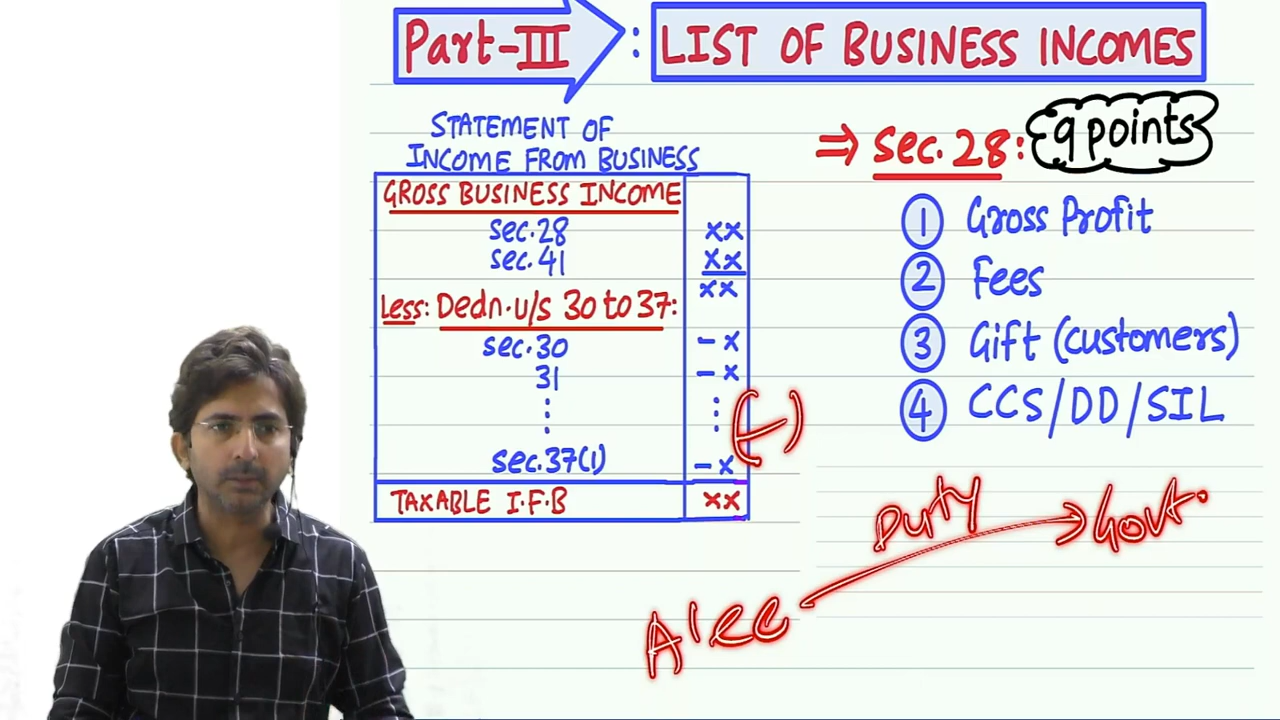 Part-III : LIST OF BUSINESS INCOMES
STATEMENT OF
INCOME FROM BUSINESS
GROSS BUSINESS INCOME
sec.28 xx
sec.41 xx
xx
Less: Dedn. u/s 30 to 37:
sec.30 - x
31 - x
sec.37(1) - x
(-)
TAXABLE I.F.B xx
⇒ sec.28: 9 points
1 Gross Profit
2 Fees
3 Gift (customers)
4 CCS/DD/SIL
Duty
Govt.
A'ee